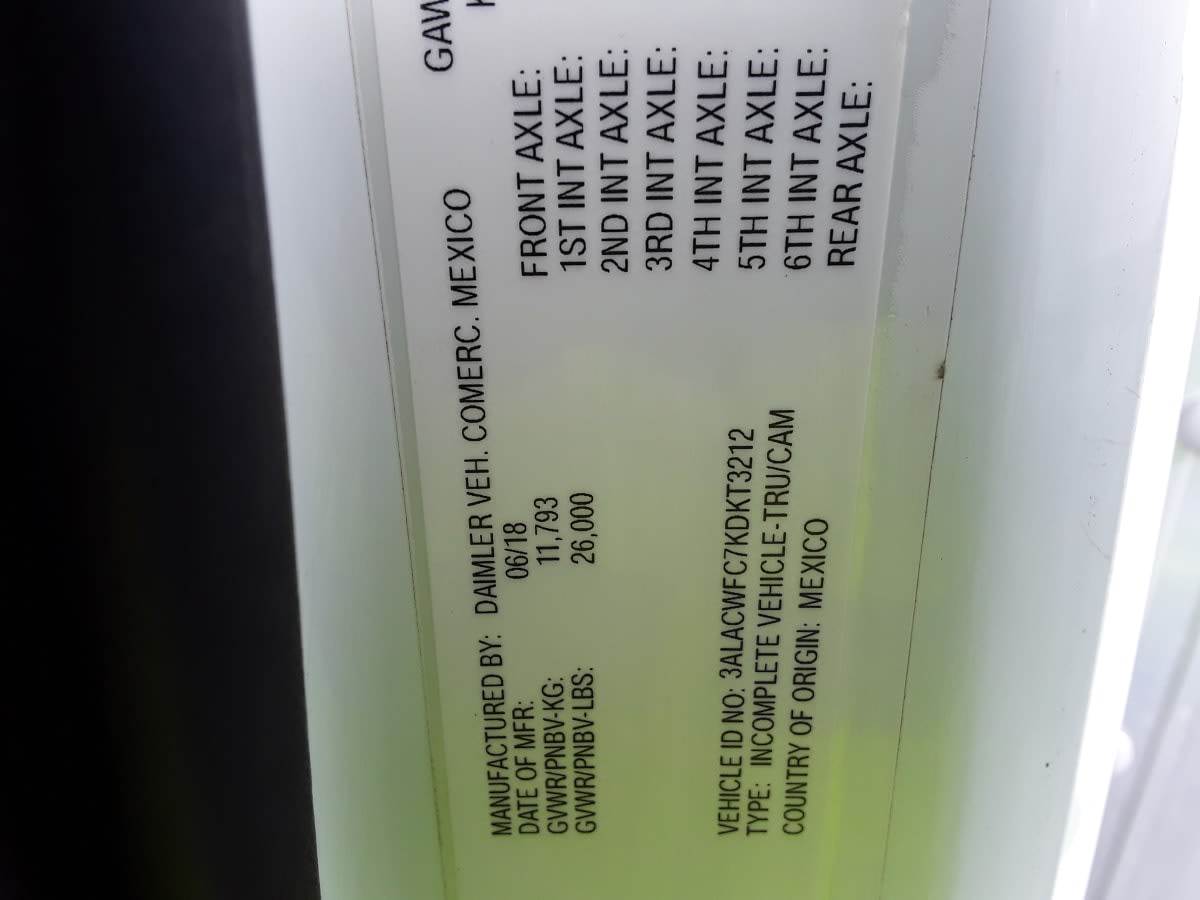 MANUFACTURED BY: DAIMLER VEH. COMERC. MEXICO
DATE OF MFR: 06/18
GVWR/PNBV-KG: 11,793
GVWR/PNBV-LBS: 26,000
VEHICLE ID NO: 3ALACWFC7KDKT3212
TYPE: INCOMPLETE VEHICLE-TRU/CAM
COUNTRY OF ORIGIN: MEXICO
GAW
FRONT AXLE:
1ST INT AXLE:
2ND INT AXLE:
3RD INT AXLE:
4TH INT AXLE:
5TH INT AXLE:
6TH INT AXLE:
REAR AXLE: